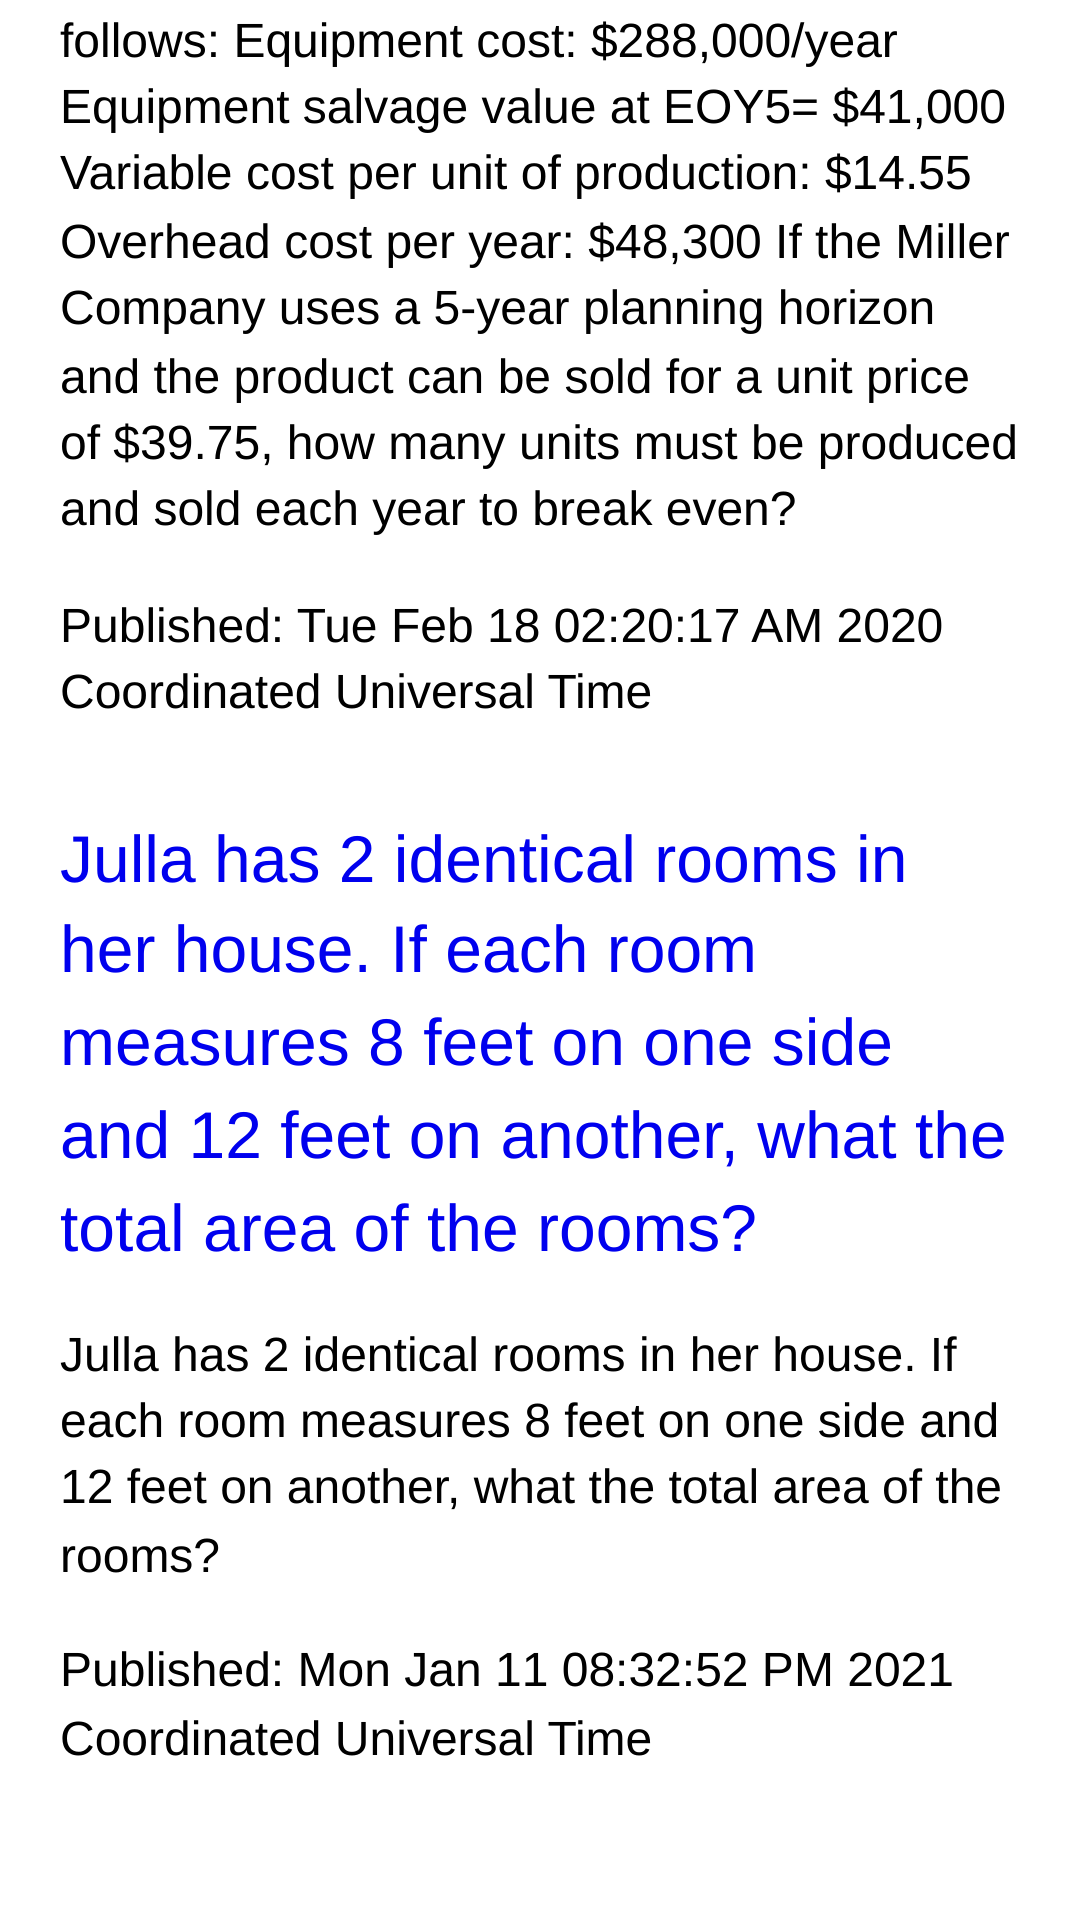 follows: Equipment cost: $288,000/year
Equipment salvage value at EOY5= $41,000
Variable cost per unit of production: $14.55
Overhead cost per year: $48,300 If the Miller
Company uses a 5-year planning horizon
and the product can be sold for a unit price
of $39.75, how many units must be produced
and sold each year to break even?
Published: Tue Feb 18 02:20:17 AM 2020
Coordinated Universal Time
Julla has 2 identical rooms in
her house. If each room
measures 8 feet on one side
and 12 feet on another, what the
total area of the rooms?
Julla has 2 identical rooms in her house. If
each room measures 8 feet on one side and
12 feet on another, what the total area of the
rooms?
Published: Mon Jan 11 08:32:52 PM 2021
Coordinated Universal Time